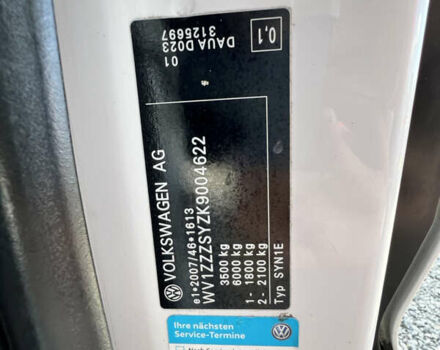 VOLKSWAGEN AG
e1*2007/46*1613
WV1ZZZSYZK9004622
3500 kg
6000 kg
1- 1800 kg
2- 2100 kg
Typ SYN1E
01
DAUA D023
3125697
0,1
Ihre nächsten
Service-Termine